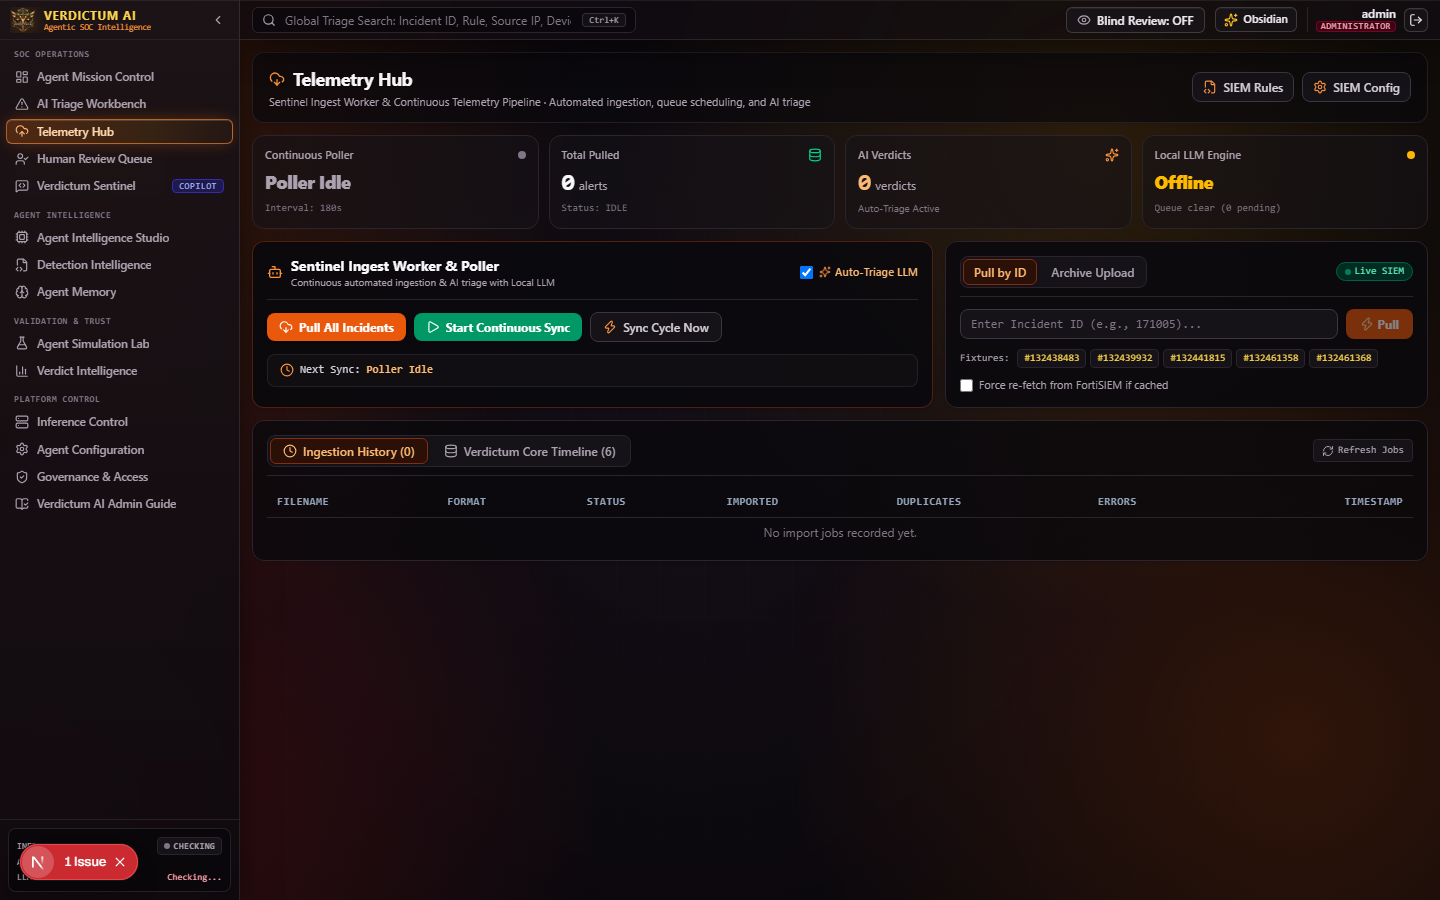 VERDICTUM AI
Agentic SOC Intelligence
SOC OPERATIONS
Agent Mission Control
AI Triage Workbench
Telemetry Hub
Human Review Queue
Verdictum Sentinel COPILOT
AGENT INTELLIGENCE
Agent Intelligence Studio
Detection Intelligence
Agent Memory
VALIDATION & TRUST
Agent Simulation Lab
Verdict Intelligence
PLATFORM CONTROL
Inference Control
Agent Configuration
Governance & Access
Verdictum AI Admin Guide
CHECKING
1 Issue
Checking...
Global Triage Search: Incident ID, Rule, Source IP, Devi Ctrl+K
Blind Review: OFF
Obsidian
admin
ADMINISTRATOR
Telemetry Hub
Sentinel Ingest Worker & Continuous Telemetry Pipeline · Automated ingestion, queue scheduling, and AI triage
SIEM Rules
SIEM Config
Continuous Poller
Poller Idle
Interval: 180s
Total Pulled
0 alerts
Status: IDLE
AI Verdicts
0 verdicts
Auto-Triage Active
Local LLM Engine
Offline
Queue clear (0 pending)
Sentinel Ingest Worker & Poller
Continuous automated ingestion & AI triage with Local LLM
Auto-Triage LLM
Pull All Incidents
Start Continuous Sync
Sync Cycle Now
Next Sync: Poller Idle
Pull by ID
Archive Upload
Live SIEM
Enter Incident ID (e.g., 171005)...
Pull
Fixtures: #132438483 #132439932 #132441815 #132461358 #132461368
Force re-fetch from FortiSIEM if cached
Ingestion History (0)
Verdictum Core Timeline (6)
Refresh Jobs
FILENAME FORMAT STATUS IMPORTED DUPLICATES ERRORS TIMESTAMP
No import jobs recorded yet.